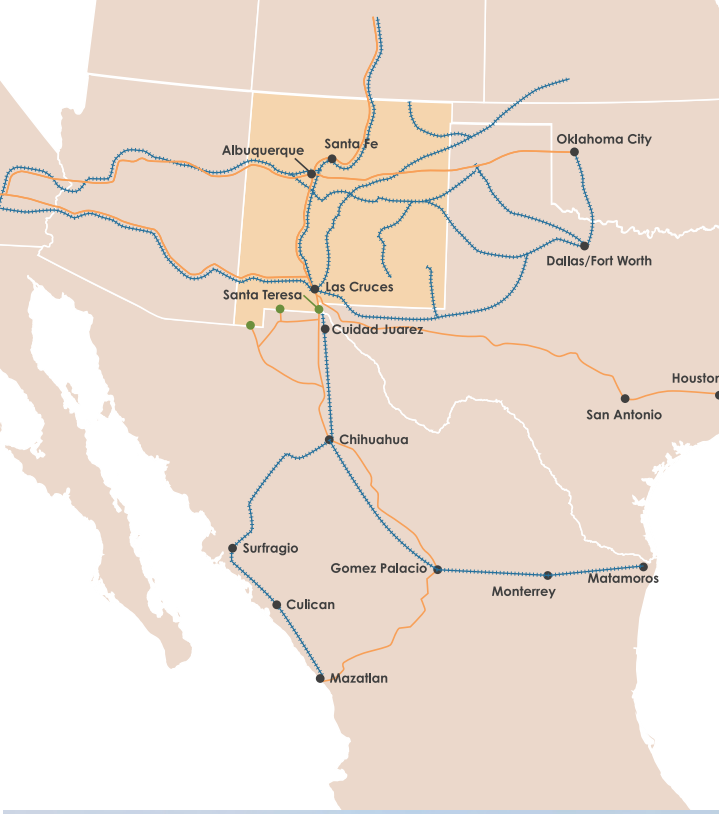 Oklahoma City
Santa Fe
Albuquerque
Dallas/Fort Worth
Las Cruces
Santa Teresa
Cuidad Juarez
Houston
San Antonio
Chihuahua
Surfragio
Gomez Palacio
Matamoros
Monterrey
Culican
Mazatlan